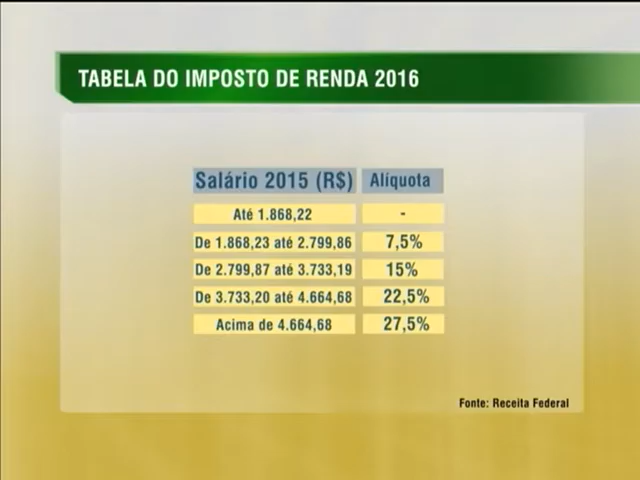 TABELA DO IMPOSTO DE RENDA 2016
Salário 2015 (R$) Alíquota
Até 1.868,22 -
De 1.868,23 até 2.799,86 7,5%
De 2.799,87 até 3.733,19 15%
De 3.733,20 até 4.664,68 22,5%
Acima de 4.664,68 27,5%
Fonte: Receita Federal